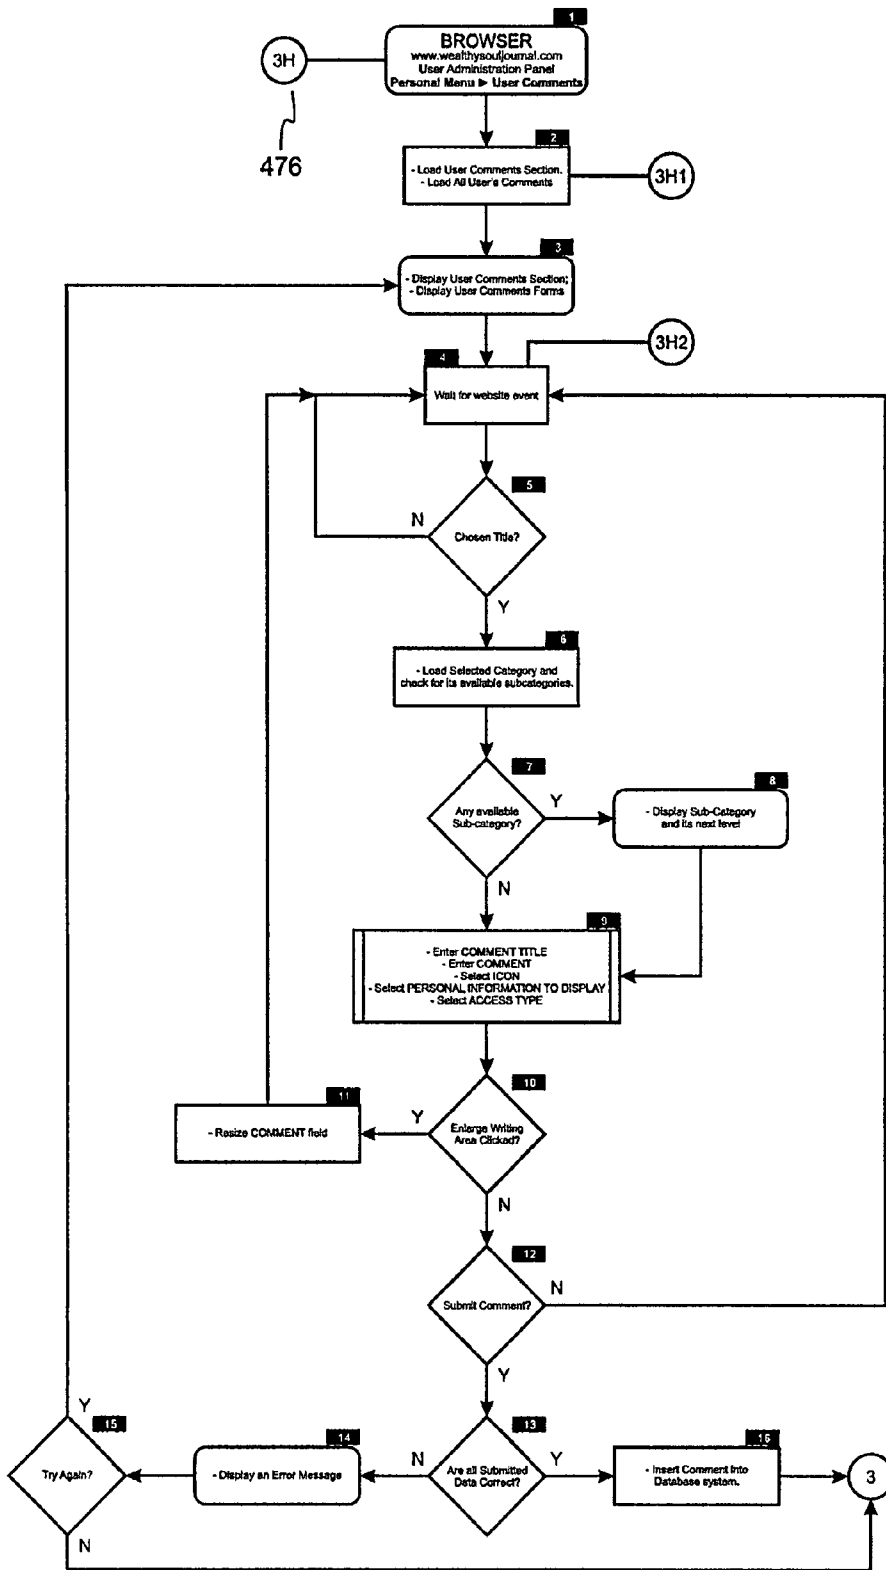 1
BROWSER
www.wealthysouljournal.com
User Administration Panel
Personal Menu ► User Comments
3H
476
2
- Load User Comments Section.
- Load All User's Comments
3H1
3
- Display User Comments Section;
- Display User Comments Forms
3H2
4
Wait for website event
5
N
Chosen Title?
Y
6
- Load Selected Category and
check for its available subcategories.
7
Any available
Sub-category?
Y
8
- Display Sub-Category
and its next level
N
9
- Enter COMMENT TITLE
- Enter COMMENT
- Select ICON
- Select PERSONAL INFORMATION TO DISPLAY
- Select ACCESS TYPE
10
Enlarge Writing
Area Clicked?
Y
11
- Resize COMMENT field
N
12
Submit Comment?
N
Y
13
Are all Submitted
Data Correct?
N
Y
14
- Display an Error Message
15
Try Again?
Y
N
16
- Insert Comment Into
Database system.
3